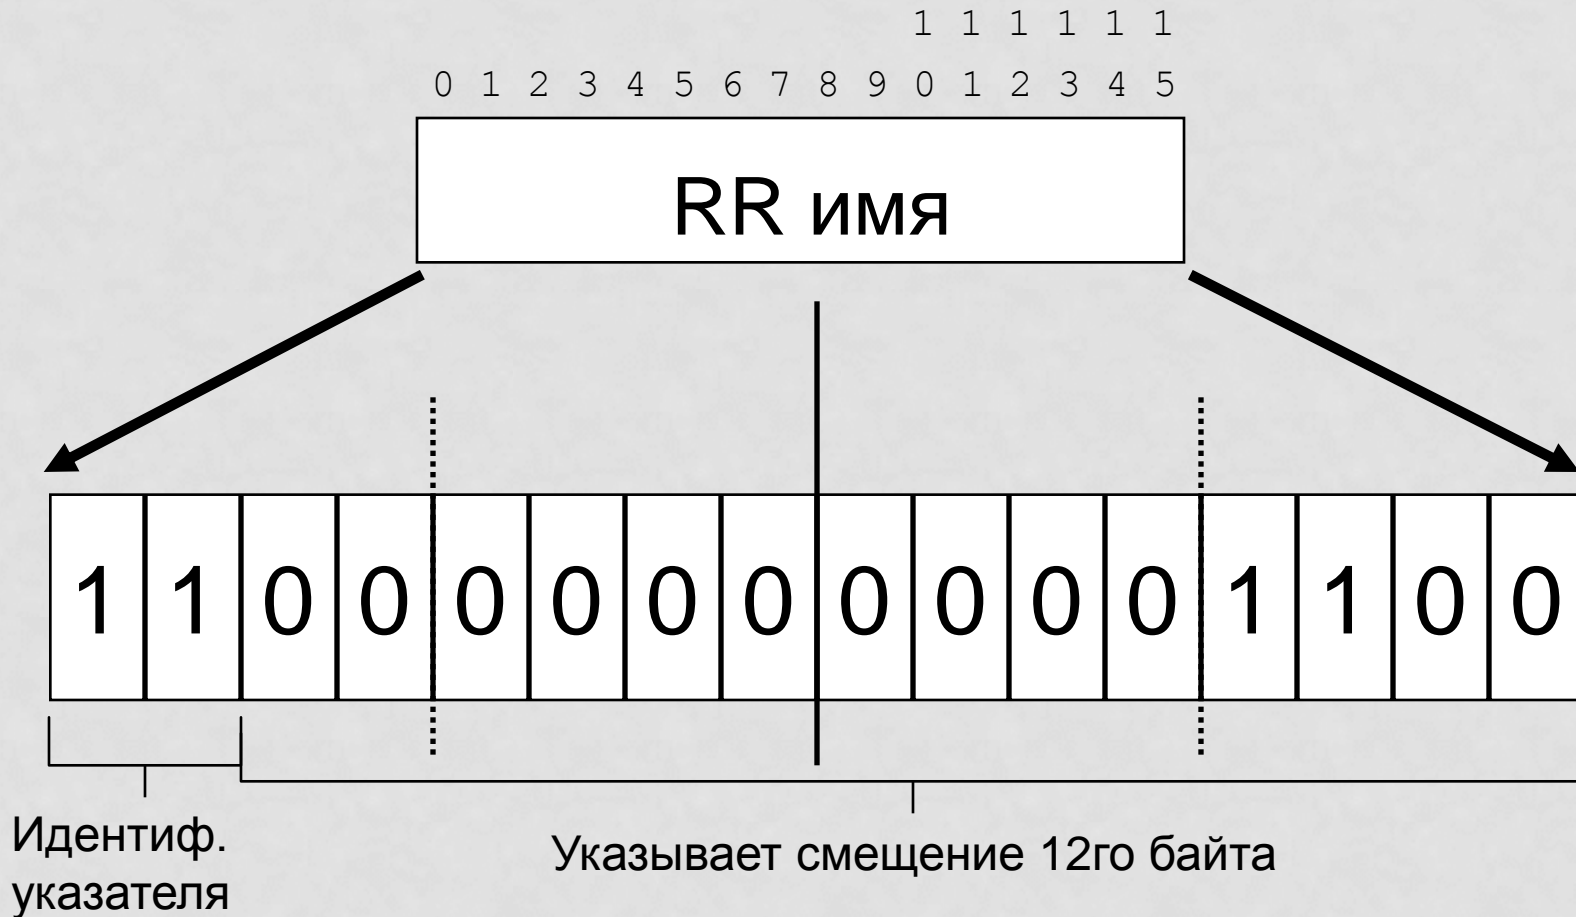 1 1 1 1 1 1
0 1 2 3 4 5 6 7 8 9 0 1 2 3 4 5
RR имя
1 1 0 0 0 0 0 0 0 0 0 0 1 1 0 0
Идентиф.
указателя
Указывает смещение 12го байта